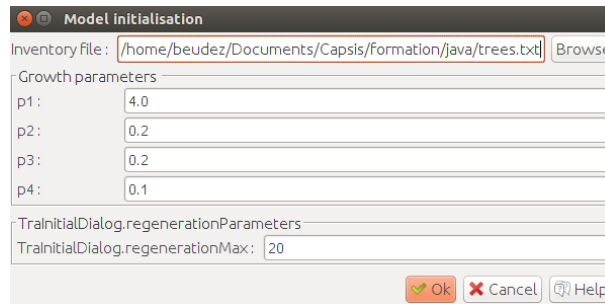 Model initialisation
Inventory file : /home/beudez/Documents/Capsis/formation/java/trees.txt Browse
Growth parameters
p1 : 4.0
p2 : 0.2
p3 : 0.2
p4 : 0.1
TraInitialDialog.regenerationParameters
TraInitialDialog.regenerationMax : 20
Ok Cancel Help